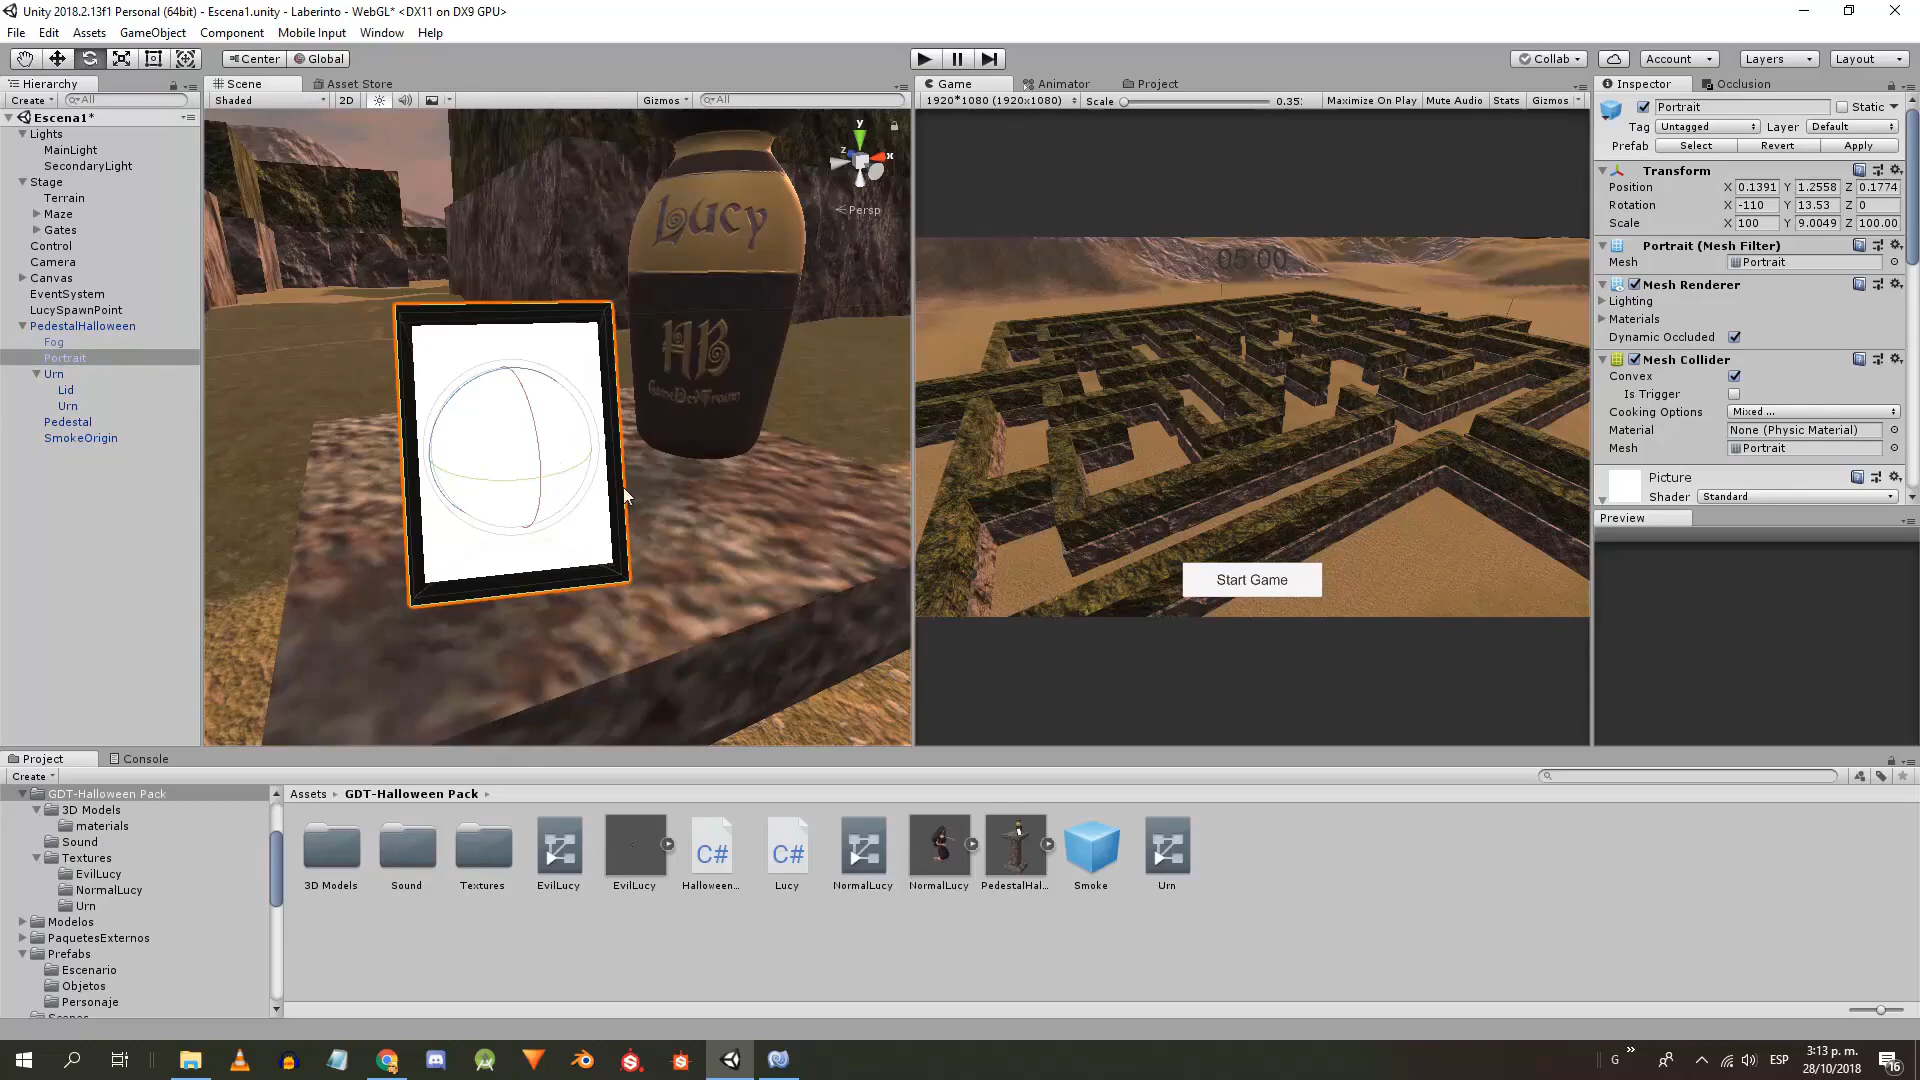 Unity 2018.2.13f1 Personal (64bit) - Escena1.unity - Laberinto - WebGL* <DX11 on DX9 GPU>
File Edit Assets GameObject Component Mobile Input Window Help
Center Global Collab Account Layers Layout
Hierarchy Scene Asset Store Game Animator Project Inspector Occlusion
Create All Shaded 2D Gizmos All 1920*1080 (1920x1080) Scale 0.35 Maximize On Play Mute Audio Stats Gizmos
Portrait Static
Tag Untagged Layer Default
Prefab Select Revert Apply
Escena1*
Lights
MainLight
SecondaryLight
Stage
Terrain
Maze
Gates
Control
Camera
Canvas
EventSystem
LucySpawnPoint
PedestalHalloween
Fog
Portrait
Urn
Lid
Urn
Pedestal
SmokeOrigin
y
z
x
Persp
Lucy
HB
GameDevTraum
05:00
Start Game
Transform
Position X 0.1391 Y 1.2558 Z 0.1774
Rotation X -110 Y 13.53 Z 0
Scale X 100 Y 9.0049 Z 100.00
Portrait (Mesh Filter)
Mesh Portrait
Mesh Renderer
Lighting
Materials
Dynamic Occluded
Mesh Collider
Convex
Is Trigger
Cooking Options Mixed ...
Material None (Physic Material)
Mesh Portrait
Picture
Shader Standard
Preview
Project Console
Create
GDT-Halloween Pack
3D Models
materials
Sound
Textures
EvilLucy
NormalLucy
Urn
Modelos
PaquetesExternos
Prefabs
Escenario
Objetos
Personaje
Assets GDT-Halloween Pack
C# C#
3D Models Sound Textures EvilLucy EvilLucy Halloween... Lucy NormalLucy NormalLucy PedestalHal... Smoke Urn
G » ESP
3:13 p. m.
28/10/2018
16